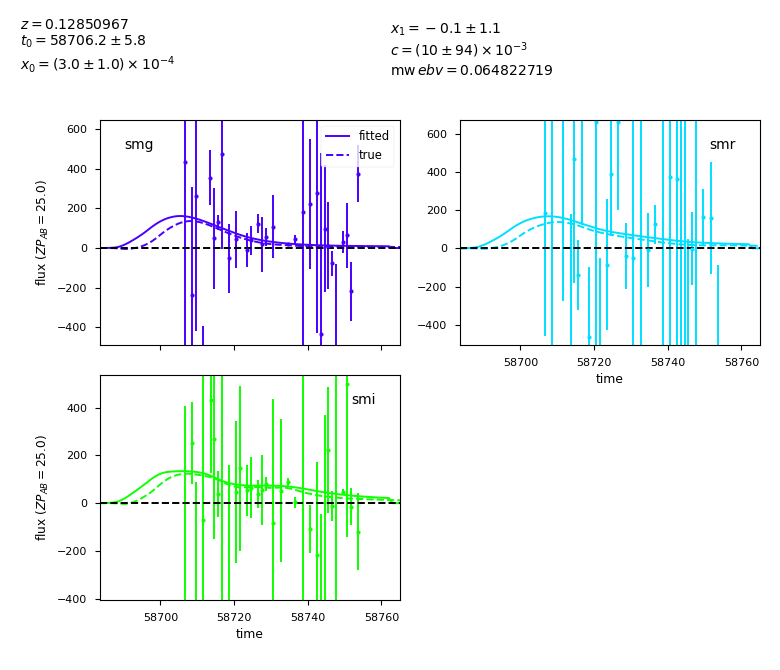 z = 0.12850967
t0 = 58706.2 ± 5.8
x0 = (3.0 ± 1.0) × 10^−4
x1 = −0.1 ± 1.1
c = (10 ± 94) × 10^−3
mw ebv = 0.064822719
smg
fitted
true
600
400
200
0
−200
−400
flux (ZP_AB = 25.0)
smr
600
400
200
0
−200
−400
58700 58720 58740 58760
time
smi
400
200
0
−200
−400
flux (ZP_AB = 25.0)
58700 58720 58740 58760
time